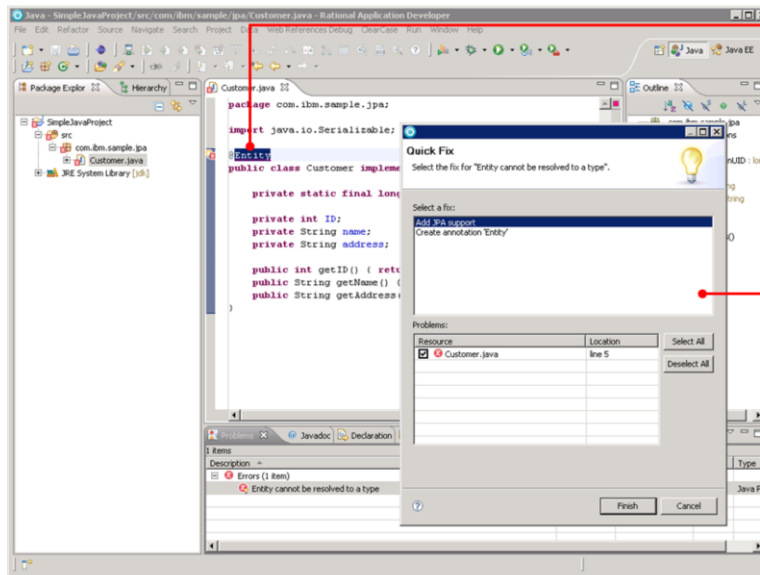 Java - SimpleJavaProject/src/com/ibm/sample/jpa/Customer.java - Rational Application Developer
File Edit Refactor Source Navigate Search Project Data Web References Debug ClearCase Run Window Help
Java Java EE
Package Explor Hierarchy
SimpleJavaProject
src
com.ibm.sample.jpa
Customer.java
JRE System Library [jdk]
Customer.java
package com.ibm.sample.jpa;
import java.io.Serializable;
@Entity
public class Customer impleme
private static final long
private int ID;
private String name;
private String address;
public int getID() { retu
public String getName() {
public String getAddress(
}
Outline
com.ibm.sample.jpa
Quick Fix
Select the fix for "Entity cannot be resolved to a type".
Select a fix:
Add JPA support
Create annotation 'Entity'
Problems:
Resource Location
Customer.java line 5
Select All
Deselect All
Finish Cancel
Problems Javadoc Declaration
1 items
Description Type
Errors (1 item)
Entity cannot be resolved to a type Java P